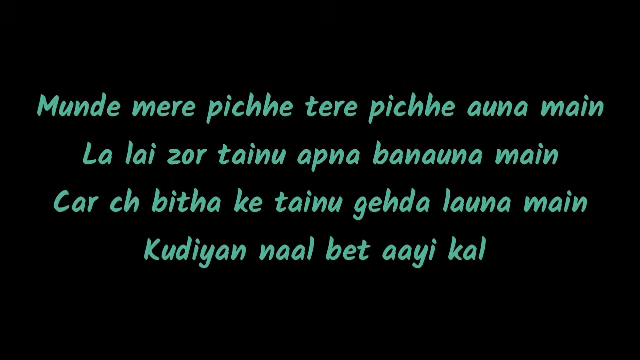 Munde mere pichhe tere pichhe auna main
La lai zor tainu apna banauna main
Car ch bitha ke tainu gehda launa main
Kudiyan naal bet aayi kal